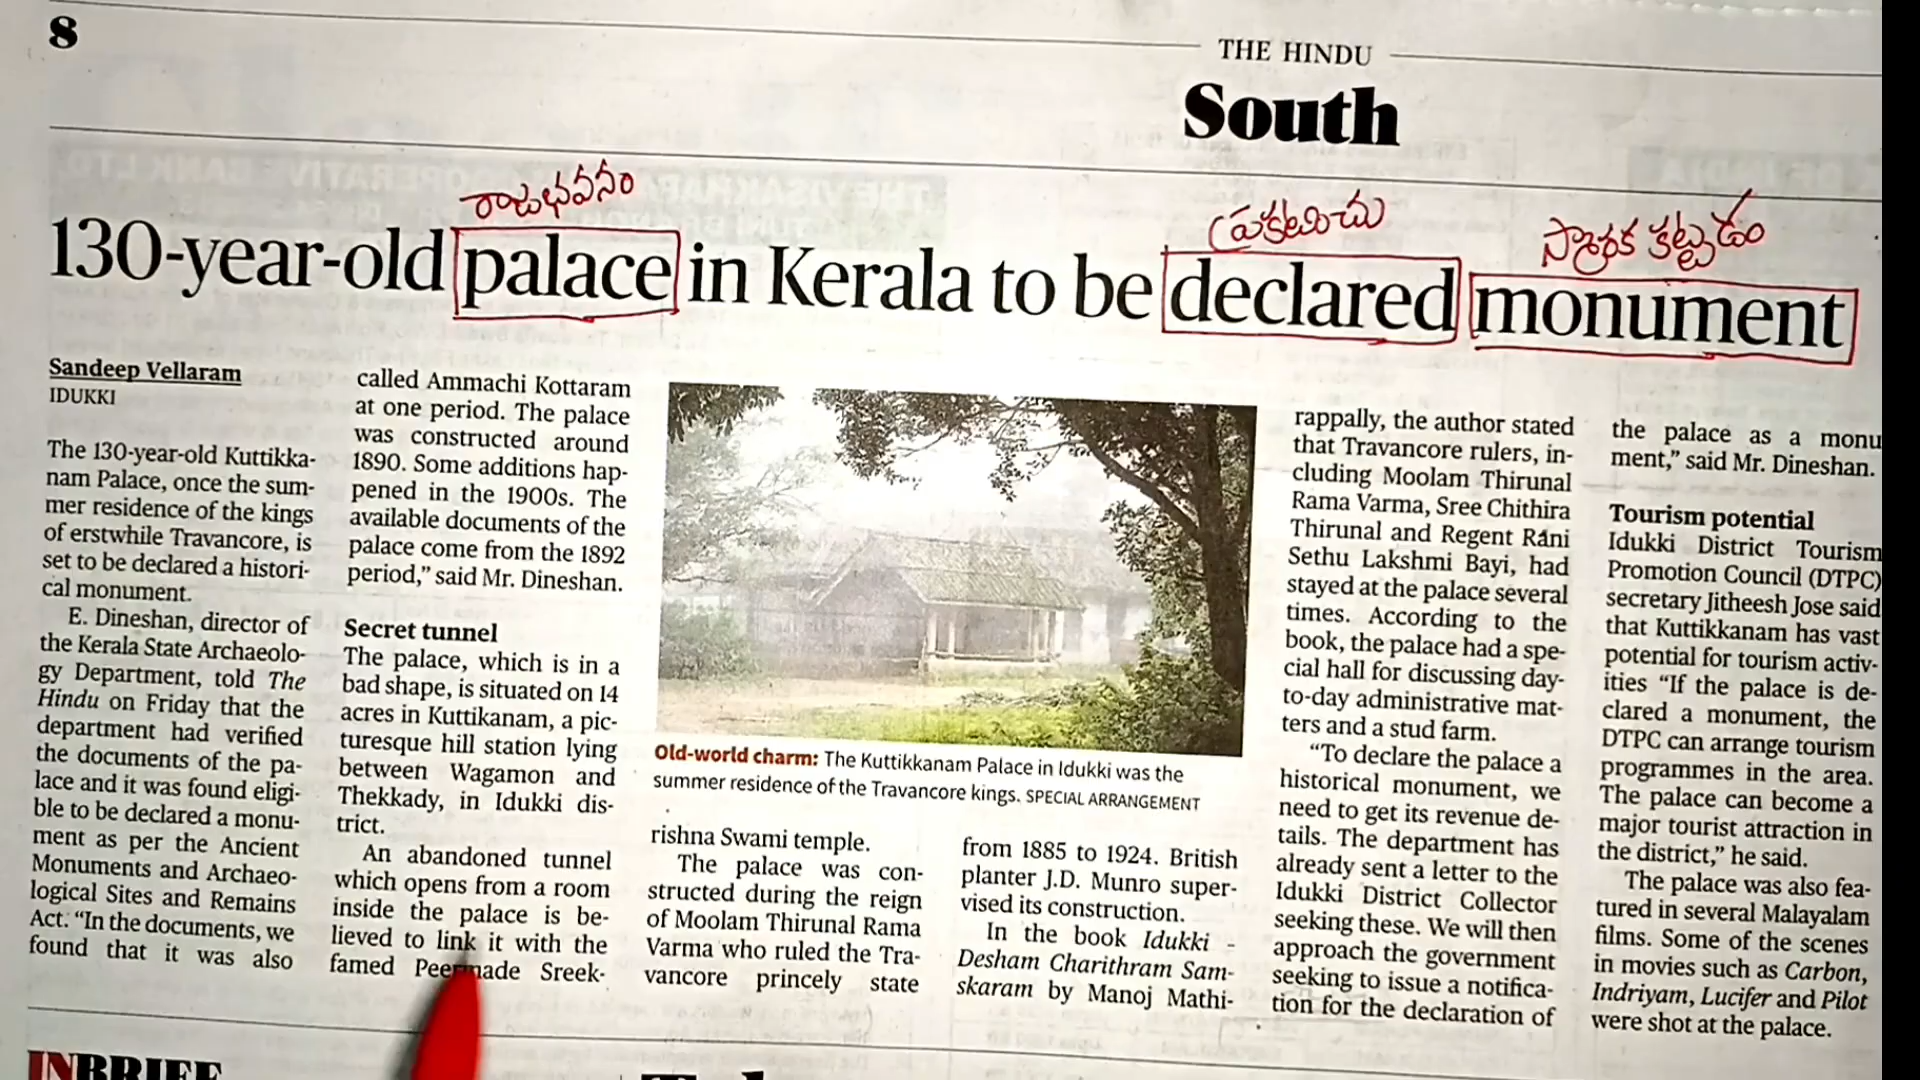 8
THE HINDU
South
రాజభవనం
ప్రకటించు
స్మారక కట్టడం
130-year-old palace in Kerala to be declared monument
Sandeep Vellaram
IDUKKI
The 130-year-old Kuttikka-
nam Palace, once the sum-
mer residence of the kings
of erstwhile Travancore, is
set to be declared a histori-
cal monument.
E. Dineshan, director of
the Kerala State Archaeolo-
gy Department, told The
Hindu on Friday that the
department had verified
the documents of the pa-
lace and it was found eligi-
ble to be declared a monu-
ment as per the Ancient
Monuments and Archaeo-
logical Sites and Remains
Act. “In the documents, we
found that it was also
called Ammachi Kottaram
at one period. The palace
was constructed around
1890. Some additions hap-
pened in the 1900s. The
available documents of the
palace come from the 1892
period,” said Mr. Dineshan.
Secret tunnel
The palace, which is in a
bad shape, is situated on 14
acres in Kuttikanam, a pic-
turesque hill station lying
between Wagamon and
Thekkady, in Idukki dis-
trict.
An abandoned tunnel
which opens from a room
inside the palace is be-
lieved to link it with the
famed Peermade Sreek-
Old-world charm: The Kuttikkanam Palace in Idukki was the
summer residence of the Travancore kings. SPECIAL ARRANGEMENT
rishna Swami temple.
The palace was con-
structed during the reign
of Moolam Thirunal Rama
Varma who ruled the Tra-
vancore princely state
from 1885 to 1924. British
planter J.D. Munro super-
vised its construction.
In the book Idukki -
Desham Charithram Sam-
skaram by Manoj Mathi-
rappally, the author stated
that Travancore rulers, in-
cluding Moolam Thirunal
Rama Varma, Sree Chithira
Thirunal and Regent Rani
Sethu Lakshmi Bayi, had
stayed at the palace several
times. According to the
book, the palace had a spe-
cial hall for discussing day-
to-day administrative mat-
ters and a stud farm.
“To declare the palace a
historical monument, we
need to get its revenue de-
tails. The department has
already sent a letter to the
Idukki District Collector
seeking these. We will then
approach the government
seeking to issue a notifica-
tion for the declaration of
the palace as a monu
ment,” said Mr. Dineshan.
Tourism potential
Idukki District Tourism
Promotion Council (DTPC)
secretary Jitheesh Jose said
that Kuttikkanam has vast
potential for tourism activ-
ities “If the palace is de-
clared a monument, the
DTPC can arrange tourism
programmes in the area.
The palace can become a
major tourist attraction in
the district,” he said.
The palace was also fea-
tured in several Malayalam
films. Some of the scenes
in movies such as Carbon,
Indriyam, Lucifer and Pilot
were shot at the palace.
INBRIEF